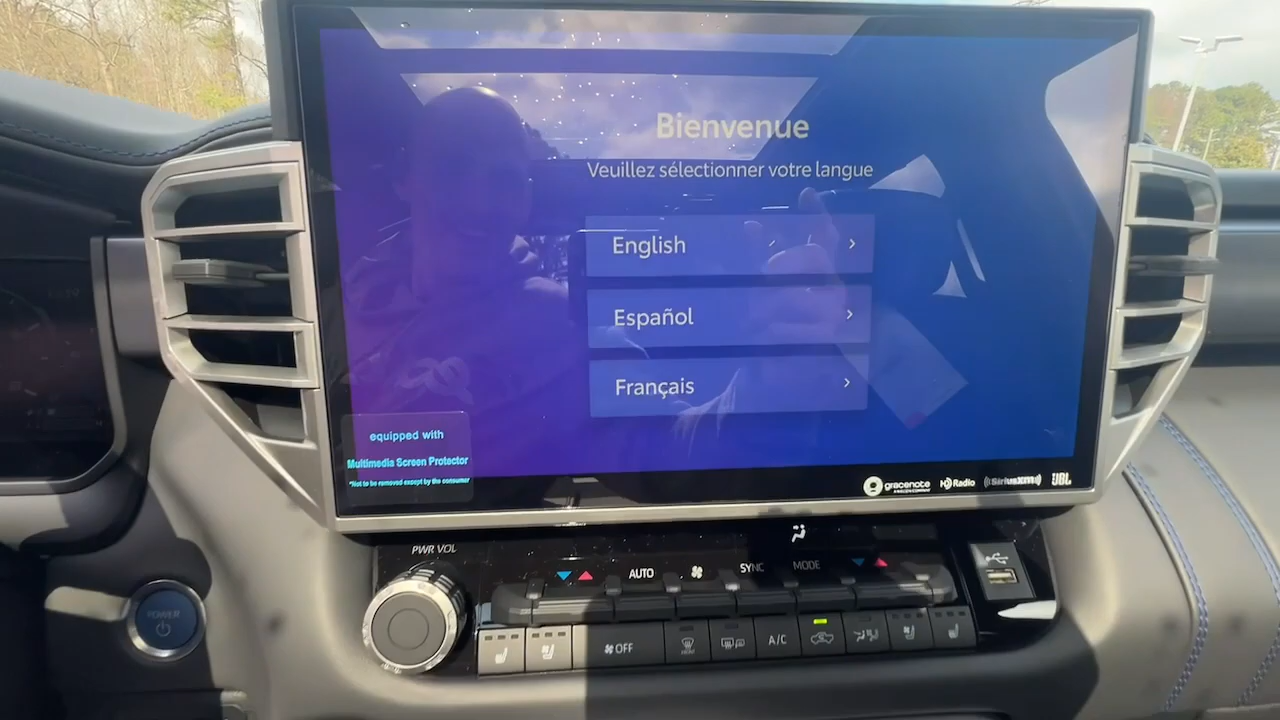 Bienvenue
Veuillez sélectionner votre langue
English
Español
Français
equipped with
Multimedia Screen Protector
*Not to be removed except by the consumer
gracenote
HD Radio
SiriusXM
JBL
PWR VOL
AUTO
SYNC
MODE
POWER
OFF
A/C